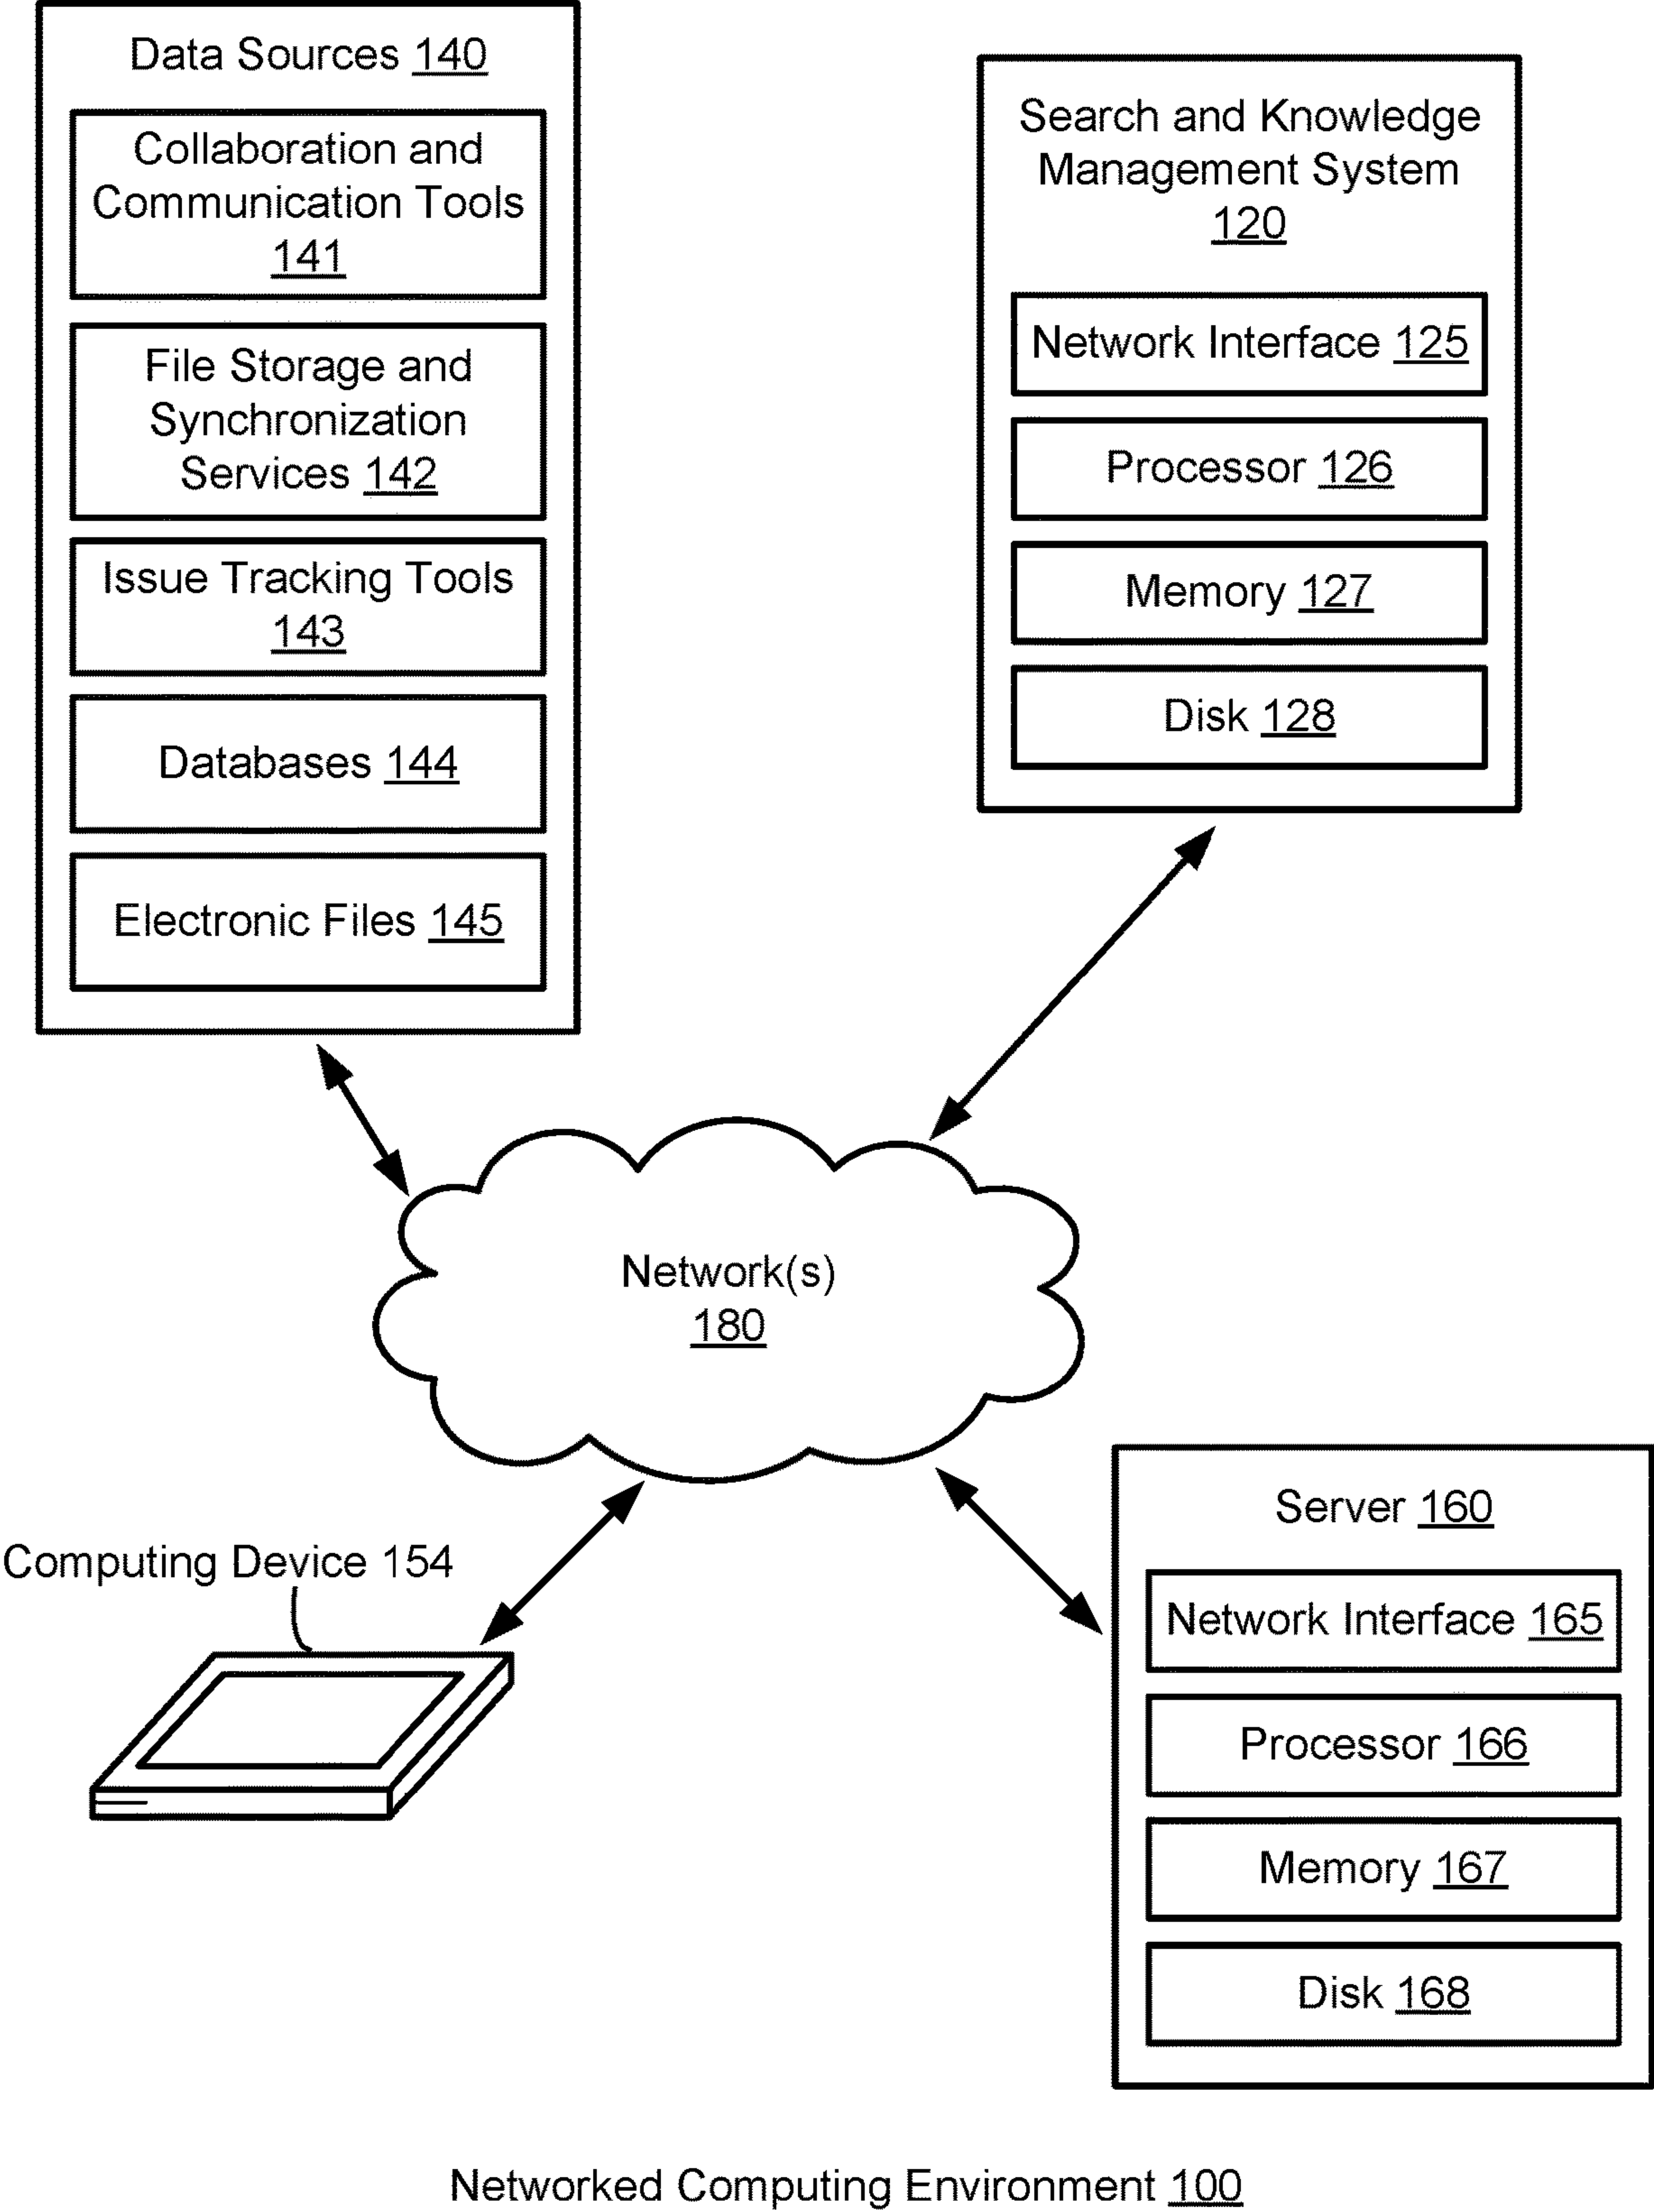 Data Sources 140
Collaboration and
Communication Tools
141
File Storage and
Synchronization
Services 142
Issue Tracking Tools
143
Databases 144
Electronic Files 145
Search and Knowledge
Management System
120
Network Interface 125
Processor 126
Memory 127
Disk 128
Network(s)
180
Computing Device 154
Server 160
Network Interface 165
Processor 166
Memory 167
Disk 168
Networked Computing Environment 100